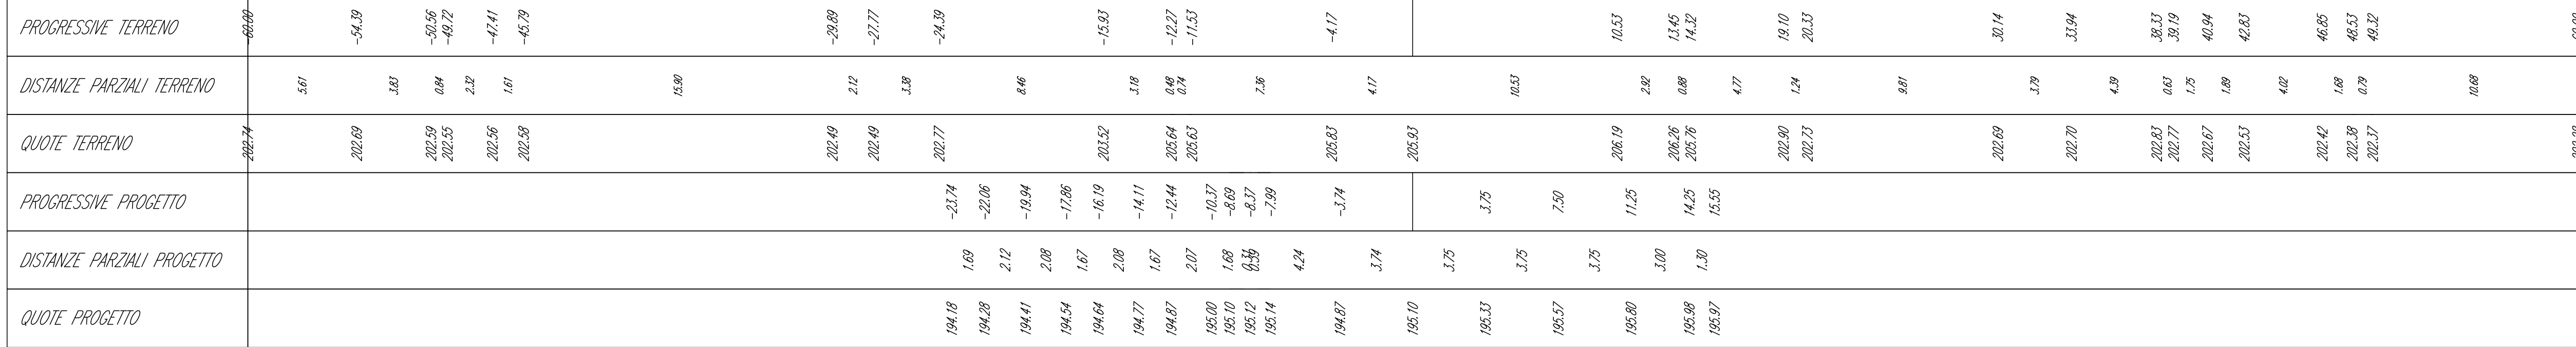 PROGRESSIVE TERRENO -60.00 -54.39 -50.56 -49.72 -47.41 -45.79 -29.89 -27.77 -24.39 -15.93 -12.27 -11.53 -4.17 10.53 13.45 14.32 19.10 20.33 30.14 33.94 38.33 39.19 40.94 42.83 46.85 48.53 49.32
DISTANZE PARZIALI TERRENO 5.61 3.83 0.84 2.32 1.61 15.90 2.12 3.38 8.46 3.18 0.48 0.74 7.36 4.17 10.53 2.92 0.88 4.77 1.24 9.81 3.79 4.39 0.63 1.75 1.89 4.02 1.68 0.79 10.68
QUOTE TERRENO 202.74 202.69 202.59 202.55 202.56 202.58 202.49 202.49 202.77 203.52 205.64 205.63 205.83 205.93 206.19 206.26 205.76 202.90 202.73 202.69 202.70 202.83 202.77 202.67 202.53 202.42 202.38 202.37
PROGRESSIVE PROGETTO -23.74 -22.06 -19.94 -17.86 -16.19 -14.11 -12.44 -10.37 -8.69 -8.37 -7.99 -3.74 3.75 7.50 11.25 14.25 15.55
DISTANZE PARZIALI PROGETTO 1.69 2.12 2.08 1.67 2.08 1.67 2.07 1.68 0.31 0.39 4.24 3.74 3.75 3.75 3.75 3.00 1.30
QUOTE PROGETTO 194.18 194.28 194.41 194.54 194.64 194.77 194.87 195.00 195.10 195.12 195.14 194.87 195.10 195.33 195.57 195.80 195.98 195.97